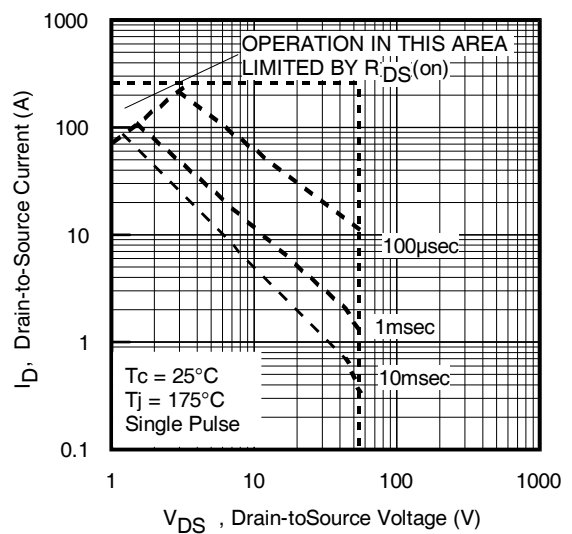 1000
OPERATION IN THIS AREA
LIMITED BY R DS (on)
100
10
1
0.1
100μsec
1msec
10msec
Tc = 25°C
Tj = 175°C
Single Pulse
1 10 100 1000
VDS , Drain-toSource Voltage (V)
ID, Drain-to-Source Current (A)